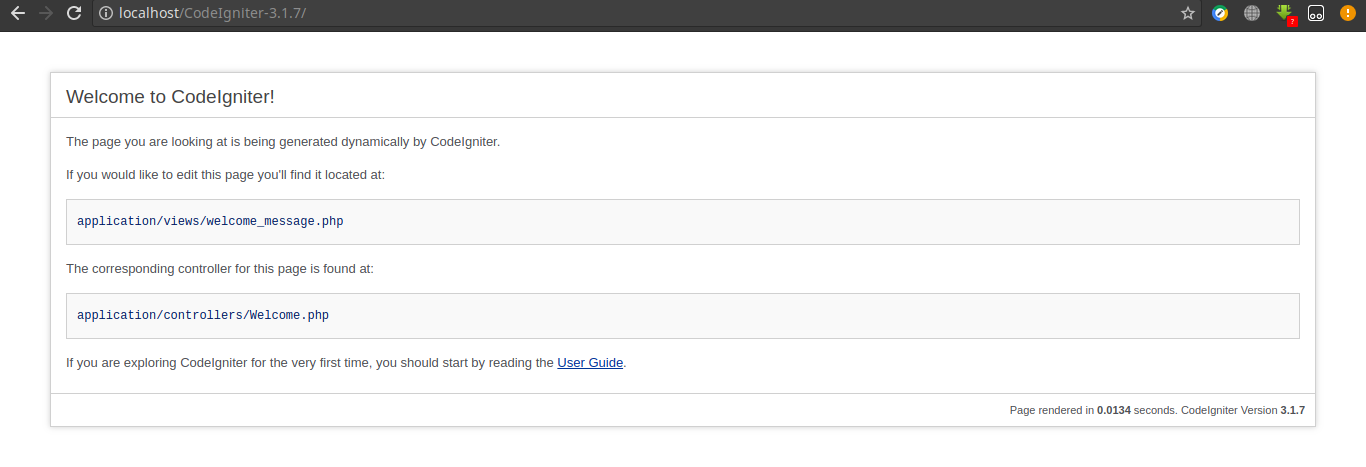 localhost/CodeIgniter-3.1.7/
Welcome to CodeIgniter!
The page you are looking at is being generated dynamically by CodeIgniter.
If you would like to edit this page you'll find it located at:
application/views/welcome_message.php
The corresponding controller for this page is found at:
application/controllers/Welcome.php
If you are exploring CodeIgniter for the very first time, you should start by reading the User Guide.
Page rendered in 0.0134 seconds. CodeIgniter Version 3.1.7